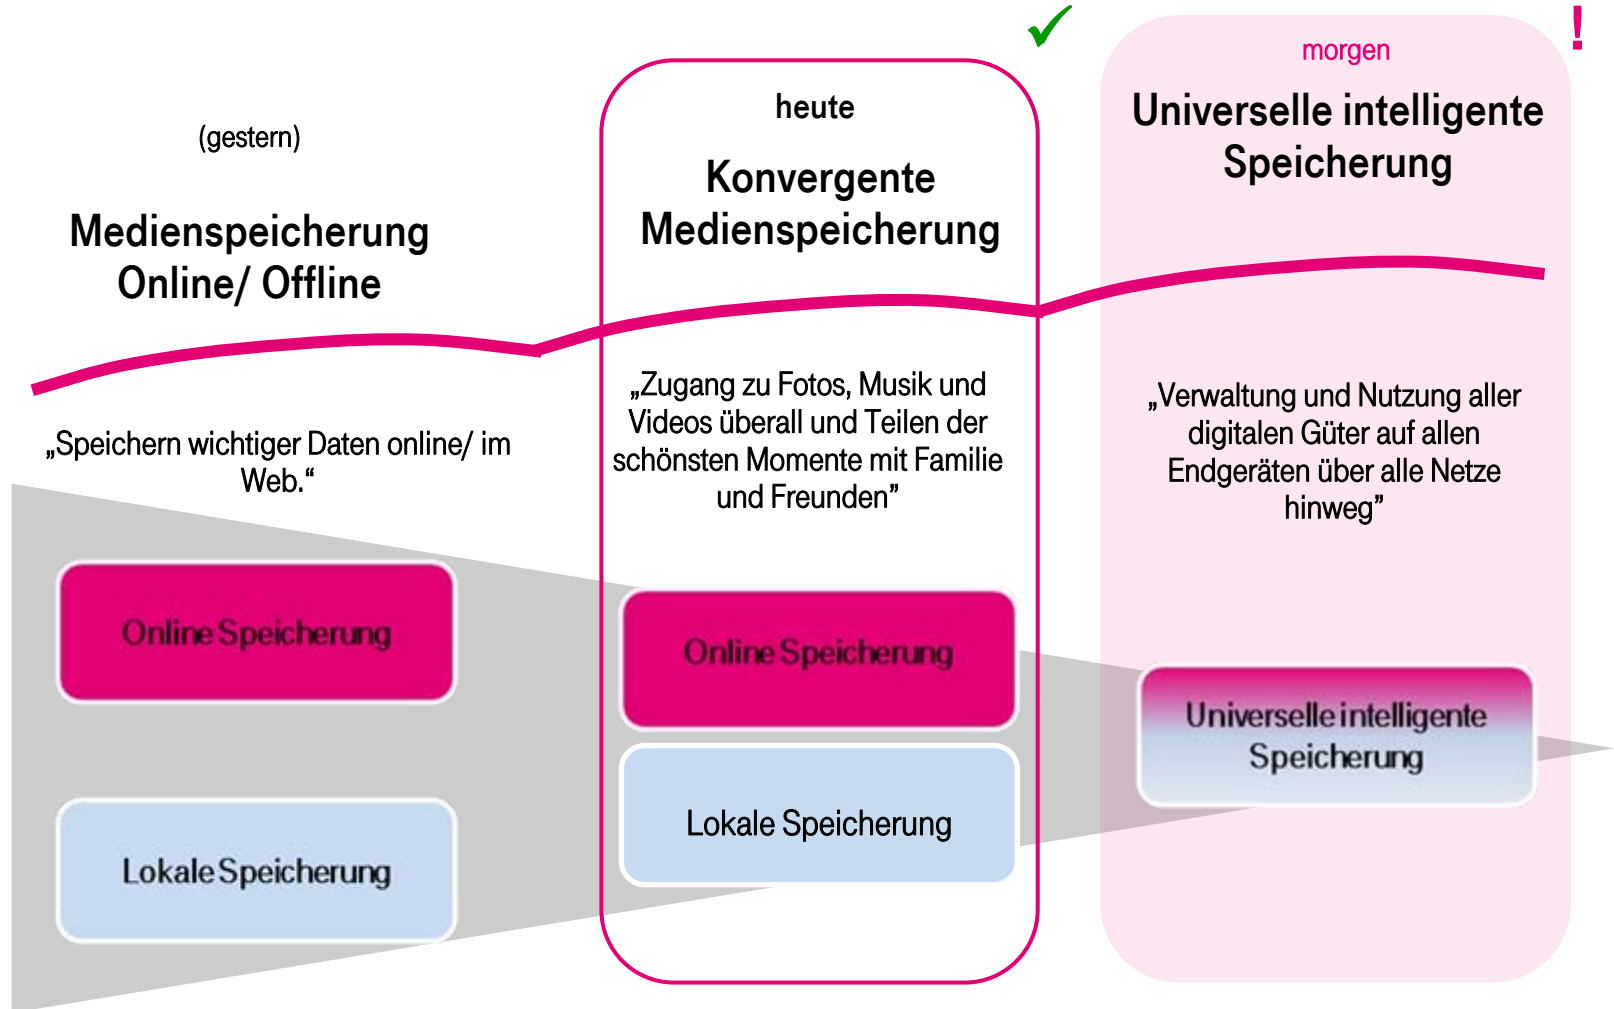 (gestern)
Medienspeicherung
Online/ Offline
„Speichern wichtiger Daten online/ im
Web.“
Online Speicherung
Lokale Speicherung
heute
Konvergente
Medienspeicherung
„Zugang zu Fotos, Musik und
Videos überall und Teilen der
schönsten Momente mit Familie
und Freunden”
Online Speicherung
Lokale Speicherung
!
morgen
Universelle intelligente
Speicherung
„Verwaltung und Nutzung aller
digitalen Güter auf allen
Endgeräten über alle Netze
hinweg”
Universelle intelligente
Speicherung